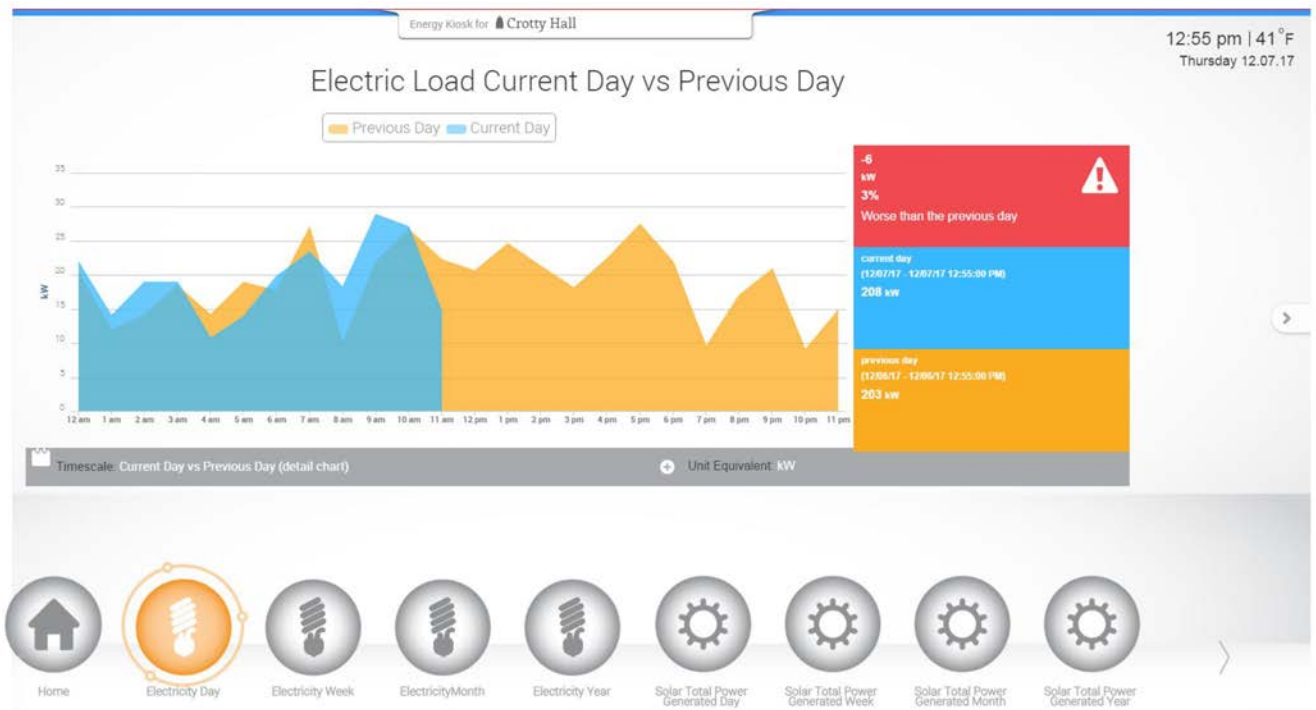 Energy Kiosk for Crotty Hall
12:55 pm | 41°F
Thursday 12.07.17
Electric Load Current Day vs Previous Day
Previous Day Current Day
35
30
25
20
15
10
5
0
kW
12 am 1 am 2 am 3 am 4 am 5 am 6 am 7 am 8 am 9 am 10 am 11 am 12 pm 1 pm 2 pm 3 pm 4 pm 5 pm 6 pm 7 pm 8 pm 9 pm 10 pm 11 pm
-6
kW
3%
Worse than the previous day
current day
(12/07/17 - 12/07/17 12:55:00 PM)
208 kW
previous day
(12/06/17 - 12/06/17 12:55:00 PM)
203 kW
Timescale: Current Day vs Previous Day (detail chart)
Unit Equivalent: kW
Home
Electricity Day
Electricity Week
ElectricityMonth
Electricity Year
Solar Total Power
Generated Day
Solar Total Power
Generated Week
Solar Total Power
Generated Month
Solar Total Power
Generated Year